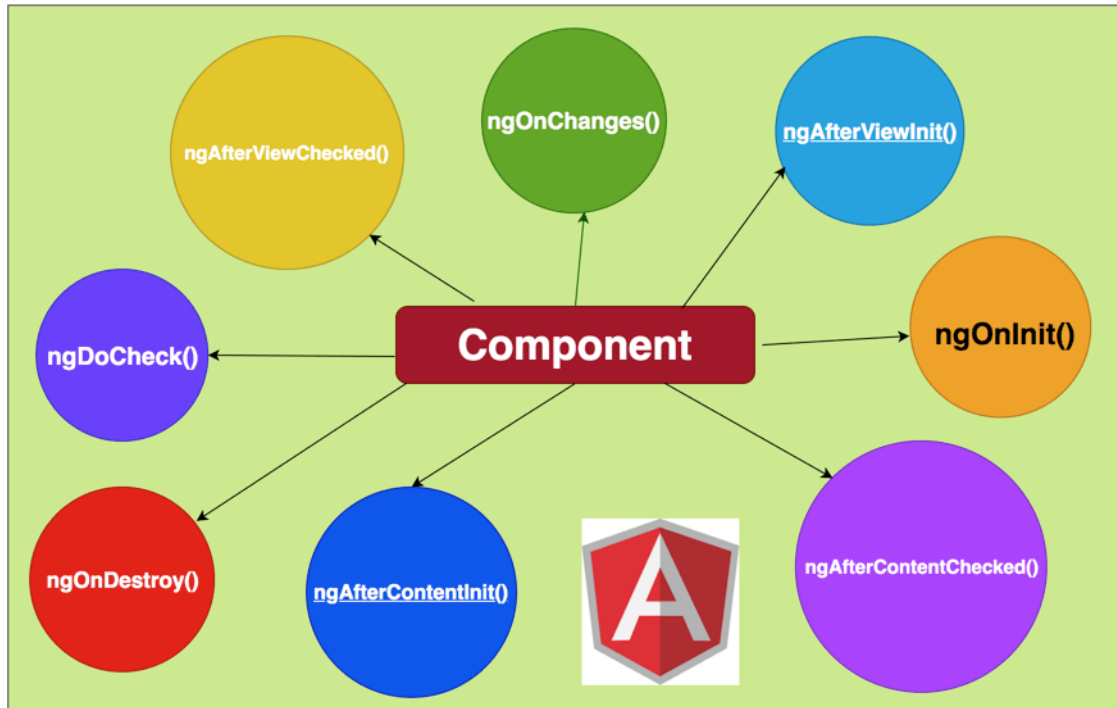 ngAfterViewChecked()
ngOnChanges()
ngAfterViewInit()
ngDoCheck()
Component
ngOnInit()
ngOnDestroy()
ngAfterContentInit()
ngAfterContentChecked()
A